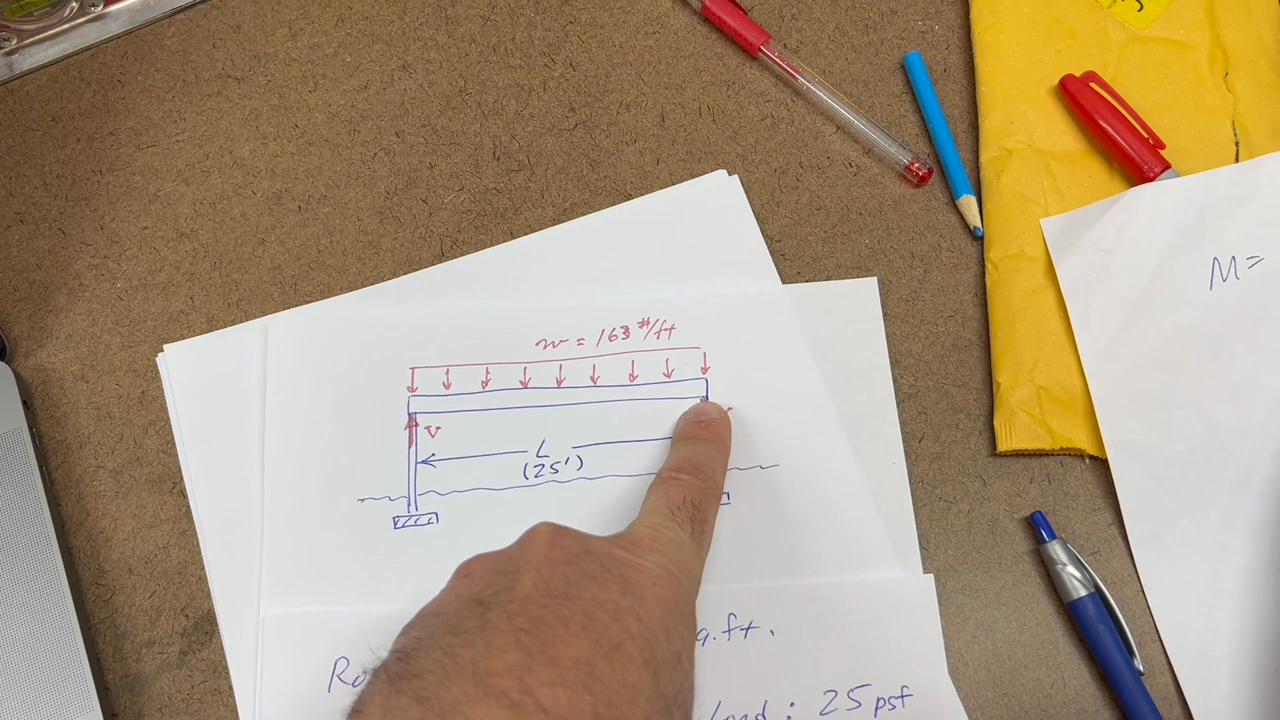 w = 163 #/ft
V
L
(25')
M=
q.ft.
: 25 psf